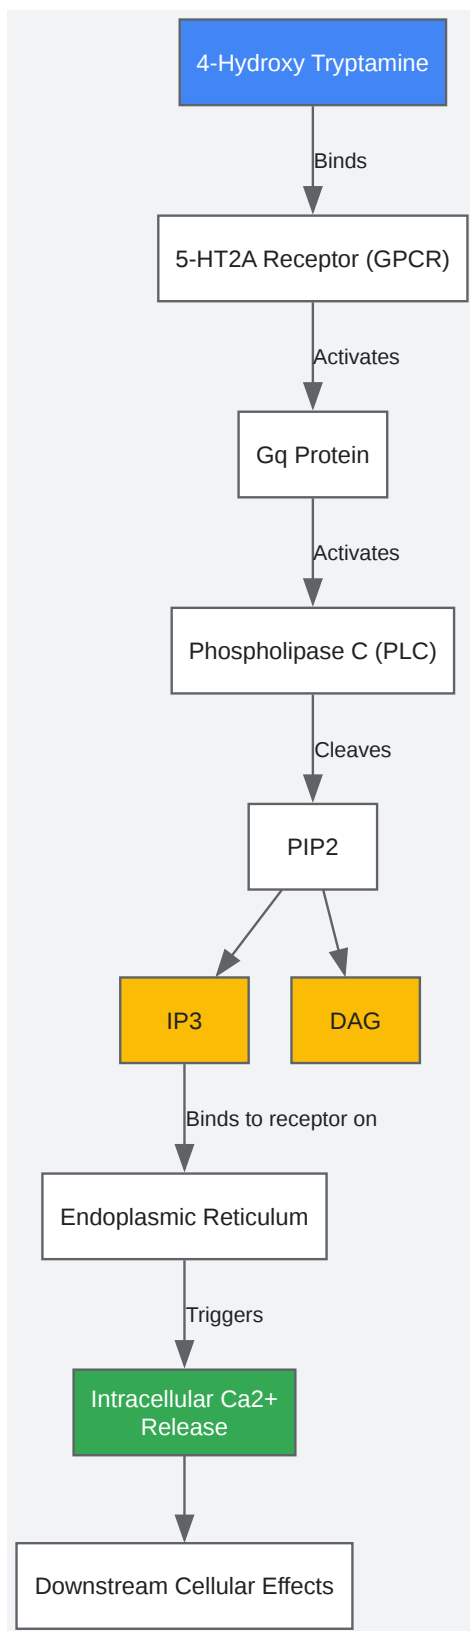 4-Hydroxy Tryptamine
Binds
5-HT2A Receptor (GPCR)
Activates
Gq Protein
Activates
Phospholipase C (PLC)
Cleaves
PIP2
IP3
DAG
Binds to receptor on
Endoplasmic Reticulum
Triggers
Intracellular Ca2+
Release
Downstream Cellular Effects